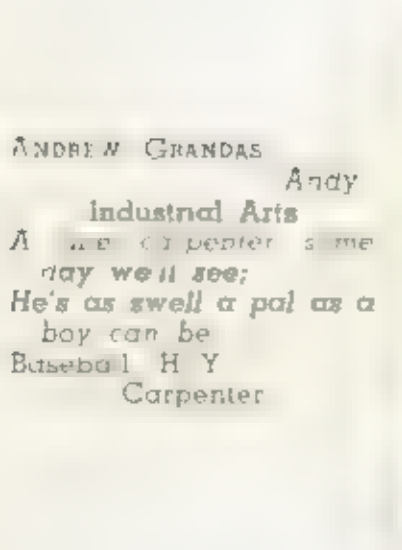 ANDREW GRANDAS
Andy
Industrial Arts
A carpenter some
day we'll see;
He's as swell a pal as a
boy can be
Baseball H Y
Carpenter